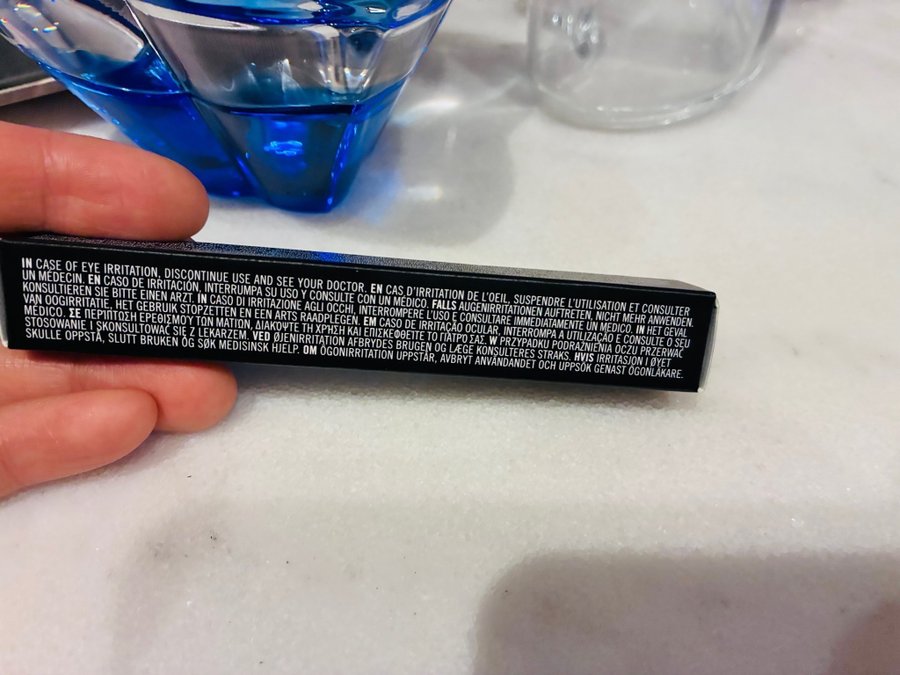 IN CASE OF EYE IRRITATION, DISCONTINUE USE AND SEE YOUR DOCTOR. EN CAS D'IRRITATION DE L'OEIL, SUSPENDRE L'UTILISATION ET CONSULTER
UN MÉDECIN. EN CASO DE IRRITACIÓN, INTERRUMPA SU USO Y CONSULTE CON UN MÉDICO. FALLS AUGENIRRITATIONEN AUFTRETEN, NICHT MEHR ANWENDEN.
KONSULTIEREN SIE BITTE EINEN ARZT. IN CASO DI IRRITAZIONE AGLI OCCHI, INTERROMPERE L'USO E CONSULTARE IMMEDIATAMENTE UN MEDICO. IN HET GEVAL
VAN OOGIRRITATIE, HET GEBRUIK STOPZETTEN EN EEN ARTS RAADPLEGEN. EM CASO DE IRRITAÇÃO OCULAR, INTERROMPA A UTILIZAÇÃO E CONSULTE O SEU
MÉDICO. ΣΕ ΠΕΡΙΠΤΩΣΗ ΕΡΕΘΙΣΜΟΥ ΤΩΝ ΜΑΤΙΩΝ, ΔΙΑΚΟΨΤΕ ΤΗ ΧΡΗΣΗ ΚΑΙ ΕΠΙΣΚΕΦΘΕΙΤΕ ΤΟ ΓΙΑΤΡΟ ΣΑΣ. W PRZYPADKU PODRAŻNIENIA OCZU PRZERWAĆ
STOSOWANIE I SKONSULTOWAĆ SIĘ Z LEKARZEM. VED ØJENIRRITATION AFBRYDES BRUGEN OG LÆGE KONSULTERES STRAKS. HVIS IRRITASJON I ØYET
SKULLE OPPSTÅ, SLUTT BRUKEN OG SØK MEDISINSK HJELP. OM ÖGONIRRITATION UPPSTÅR, AVBRYT ANVÄNDANDET OCH UPPSÖK GENAST ÖGONLÄKARE.